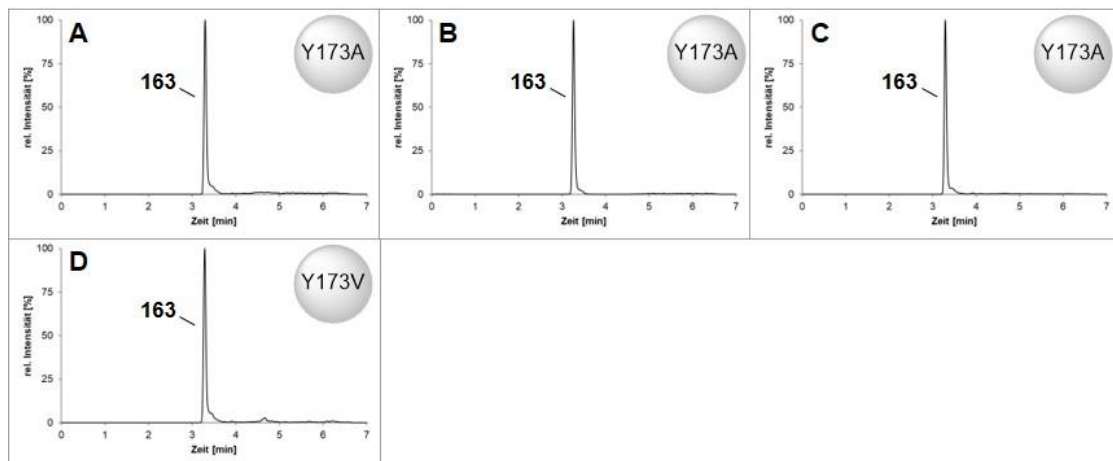 A
Y173A
163
rel. Intensität [%]
100
75
50
25
0
0 1 2 3 4 5 6 7
Zeit [min]
B
Y173A
163
rel. Intensität [%]
100
75
50
25
0
0 1 2 3 4 5 6 7
Zeit [min]
C
Y173A
163
rel. Intensität [%]
100
75
50
25
0
0 1 2 3 4 5 6 7
Zeit [min]
D
Y173V
163
rel. Intensität [%]
100
75
50
25
0
0 1 2 3 4 5 6 7
Zeit [min]